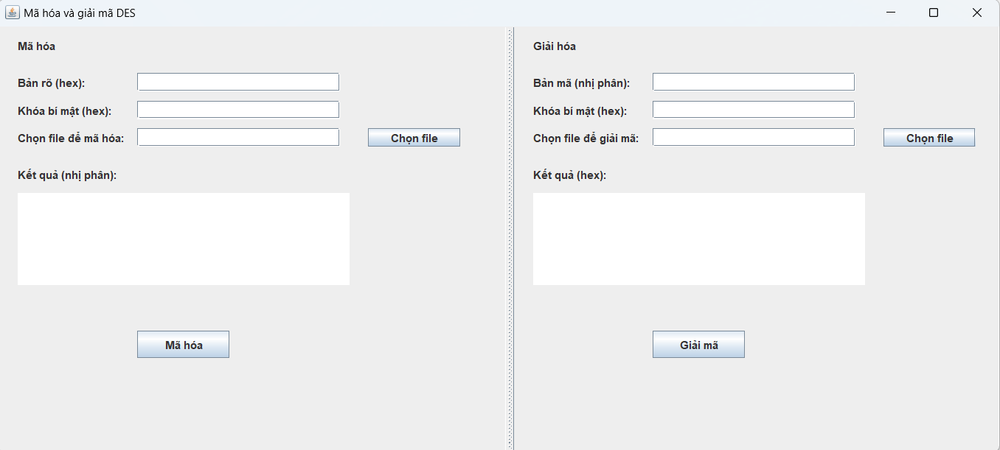 Mã hóa và giải mã DES
Mã hóa
Bản rõ (hex):
Khóa bí mật (hex):
Chọn file để mã hóa:
Chọn file
Kết quả (nhị phân):
Mã hóa
Giải hóa
Bản mã (nhị phân):
Khóa bí mật (hex):
Chọn file để giải mã:
Chọn file
Kết quả (hex):
Giải mã